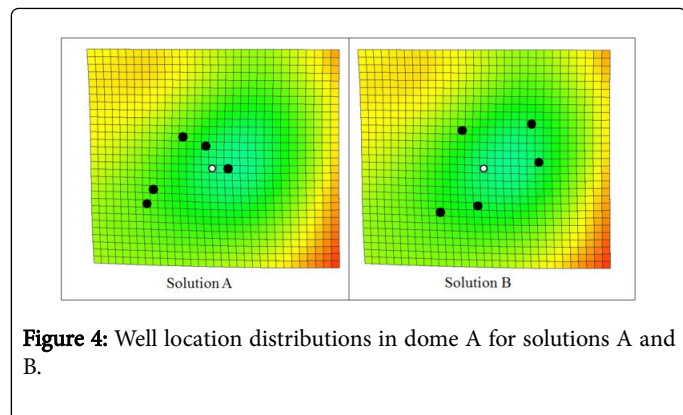 Solution A
Solution B
Figure 4: Well location distributions in dome A for solutions A and
B.